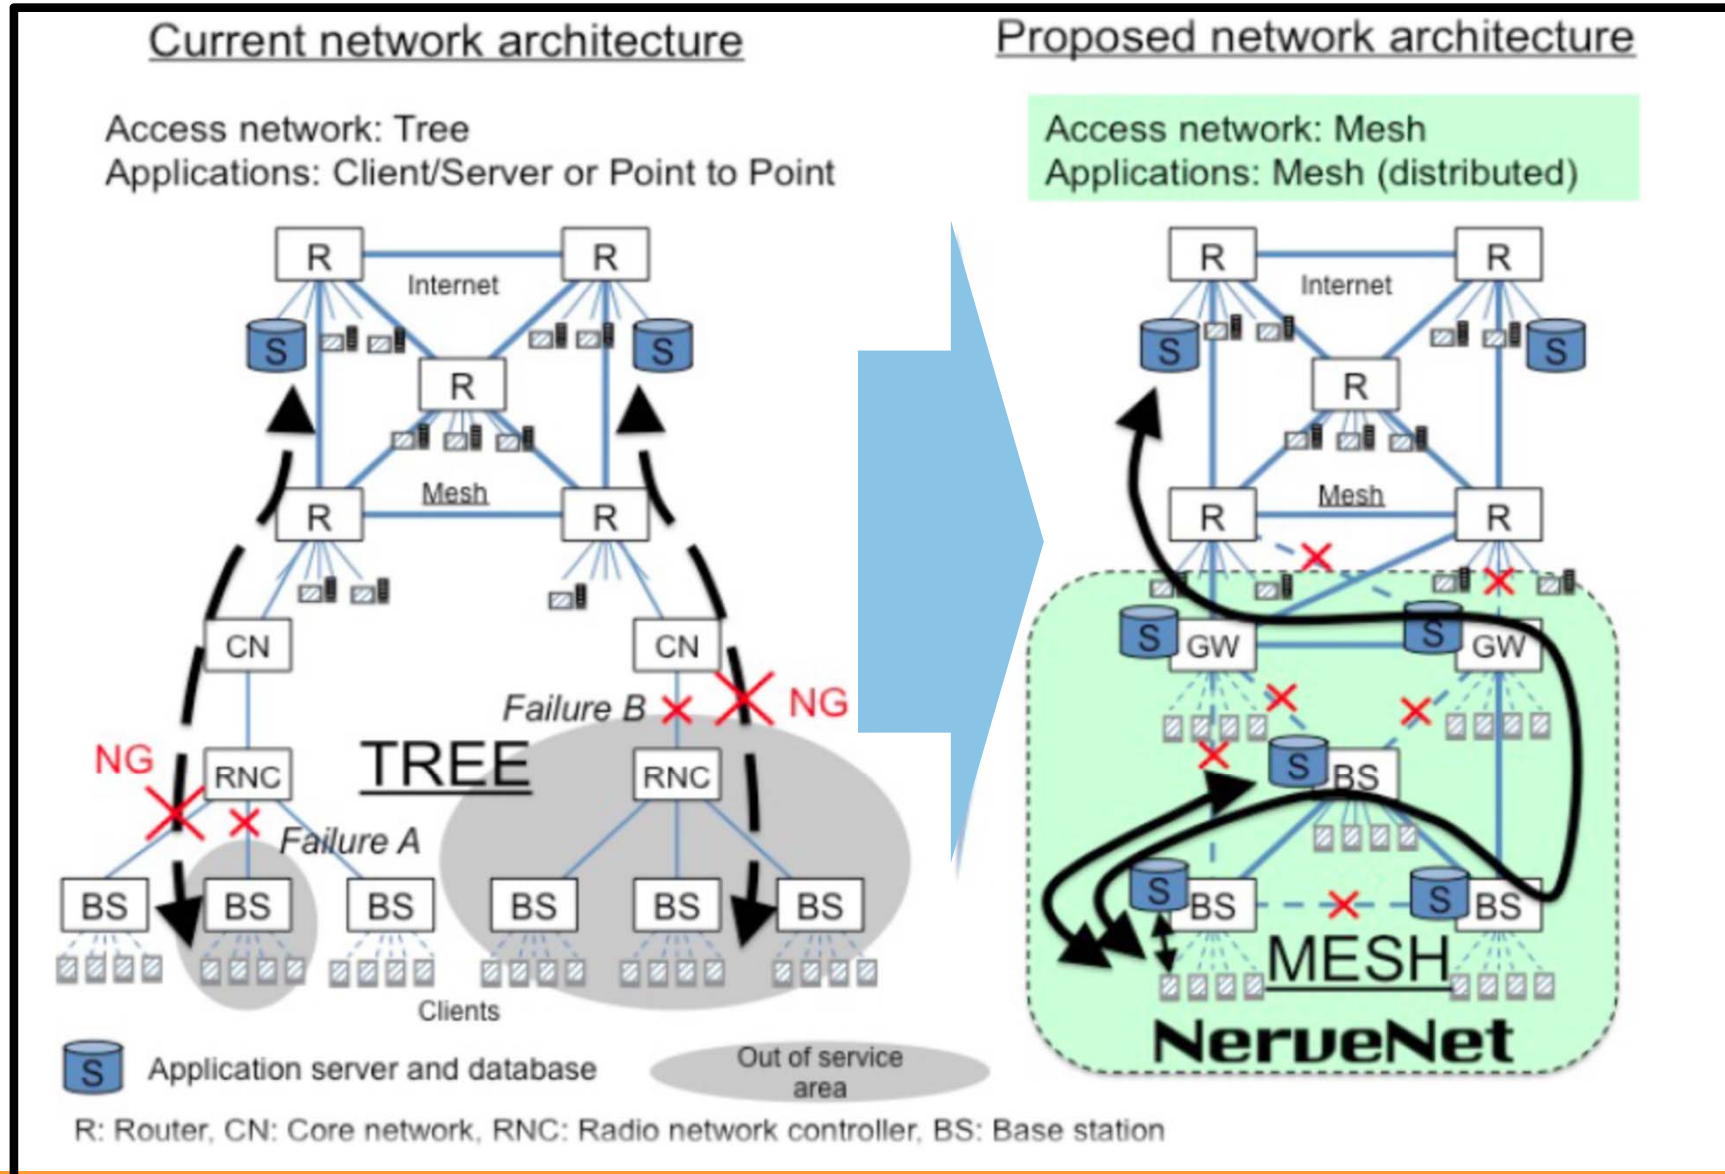 Current network architecture
Access network: Tree
Applications: Client/Server or Point to Point
R
R
Internet
S
S
R
R
Mesh
R
CN
CN
Failure B
NG
NG
TREE
RNC
RNC
Failure A
BS
BS
BS
BS
BS
BS
Clients
S
Application server and database
Out of service
area
R: Router, CN: Core network, RNC: Radio network controller, BS: Base station
Proposed network architecture
Access network: Mesh
Applications: Mesh (distributed)
R
R
Internet
S
S
R
R
Mesh
R
S
GW
S
GW
S
BS
S
BS
S
BS
MESH
NerveNet